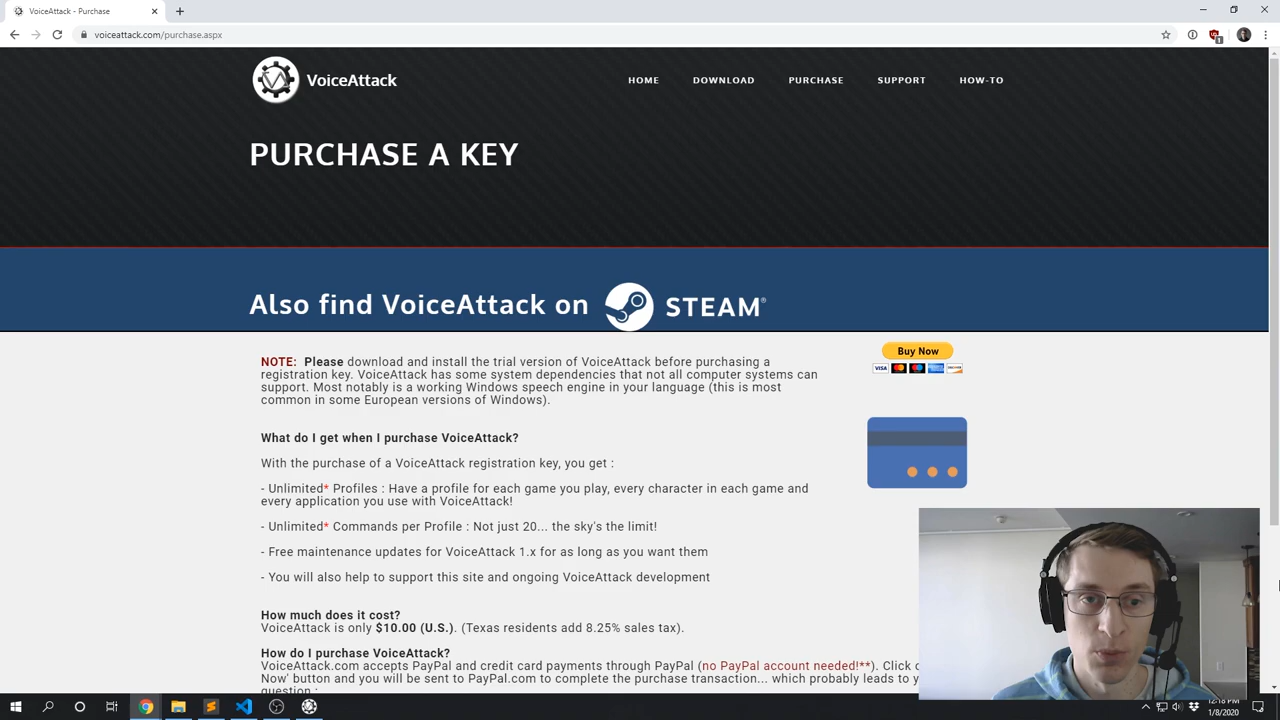 VoiceAttack - Purchase
voiceattack.com/purchase.aspx
VoiceAttack
HOME DOWNLOAD PURCHASE SUPPORT HOW-TO
PURCHASE A KEY
Also find VoiceAttack on STEAM®
NOTE: Please download and install the trial version of VoiceAttack before purchasing a
registration key. VoiceAttack has some system dependencies that not all computer systems can
support. Most notably is a working Windows speech engine in your language (this is most
common in some European versions of Windows).
Buy Now
VISA
What do I get when I purchase VoiceAttack?
With the purchase of a VoiceAttack registration key, you get :
- Unlimited* Profiles : Have a profile for each game you play, every character in each game and
every application you use with VoiceAttack!
- Unlimited* Commands per Profile : Not just 20... the sky's the limit!
- Free maintenance updates for VoiceAttack 1.x for as long as you want them
- You will also help to support this site and ongoing VoiceAttack development
How much does it cost?
VoiceAttack is only $10.00 (U.S.). (Texas residents add 8.25% sales tax).
How do I purchase VoiceAttack?
VoiceAttack.com accepts PayPal and credit card payments through PayPal (no PayPal account needed!**). Click
Now' button and you will be sent to PayPal.com to complete the purchase transaction... which probably leads to
question :
12:18 PM
1/8/2020